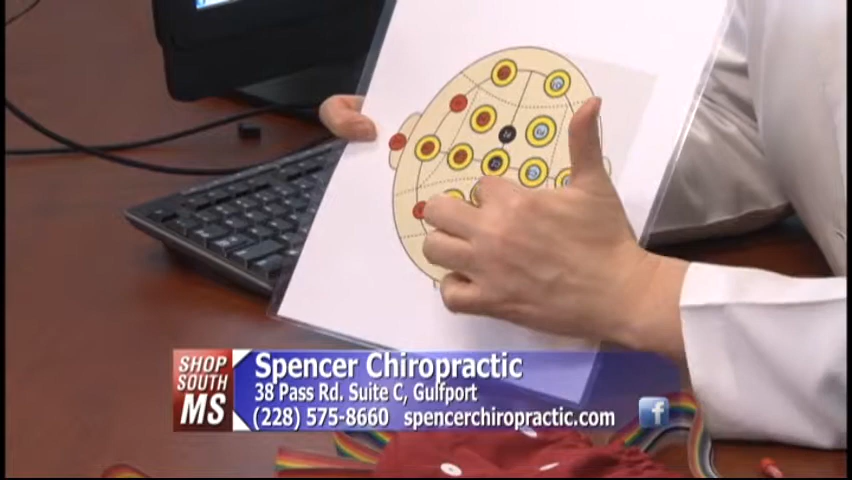 SHOP
SOUTH
MS
Spencer Chiropractic
38 Pass Rd. Suite C, Gulfport
(228) 575-8660 spencerchiropractic.com
f